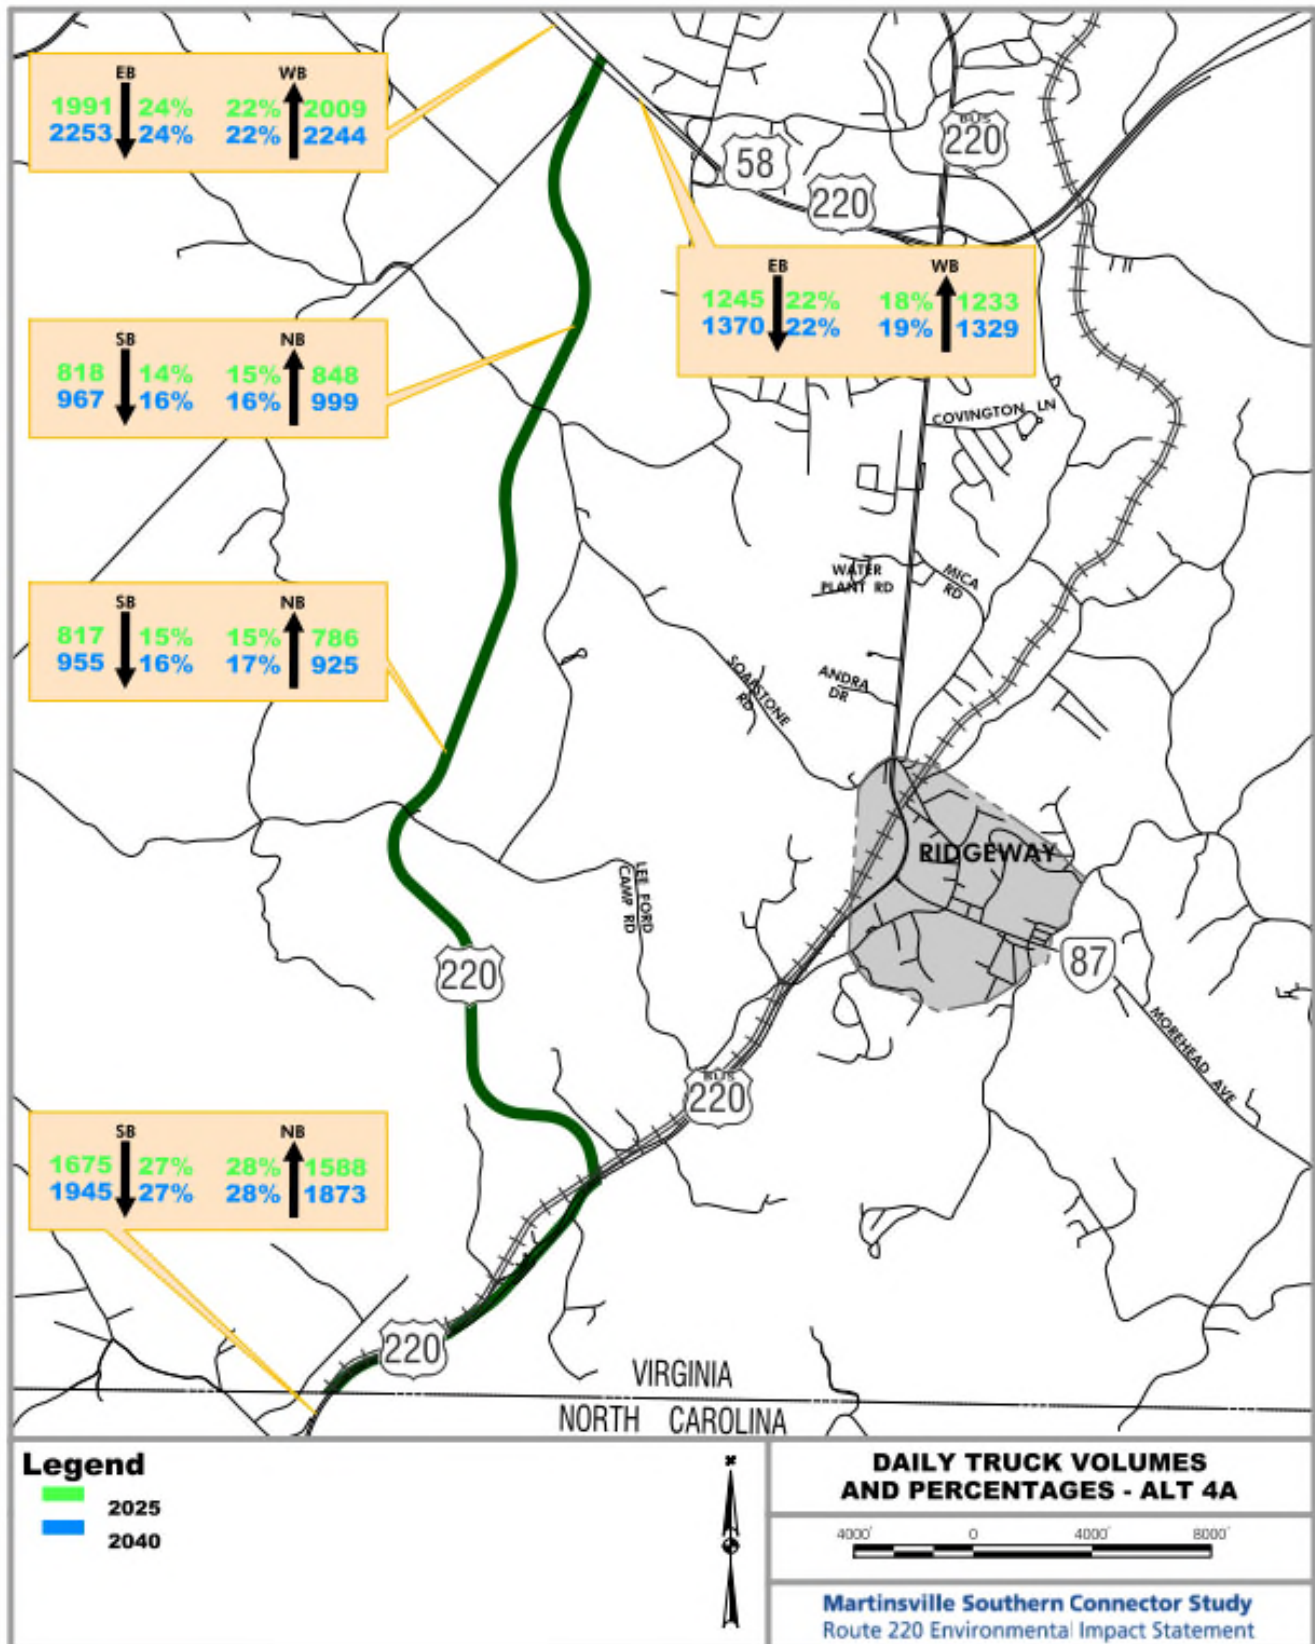 EB WB
1991 24% 22% 2009
2253 24% 22% 2244
58
BUS
220
220
EB WB
1245 22% 18% 1233
1370 22% 19% 1329
SB NB
818 14% 15% 848
967 16% 16% 999
COVINGTON LN
WATER
PLANT RD
MICA
RD
SB NB
817 15% 15% 786
955 16% 17% 925
SOAPSTONE
RD
ANDRA
DR
RIDGEWAY
LEE FORD
CAMP RD
220
87
MOREHEAD AVE
BUS
220
SB NB
1675 27% 28% 1588
1945 27% 28% 1873
220
VIRGINIA
NORTH CAROLINA
Legend
2025
2040
DAILY TRUCK VOLUMES
AND PERCENTAGES - ALT 4A
4000' 0 4000' 8000'
Martinsville Southern Connector Study
Route 220 Environmental Impact Statement